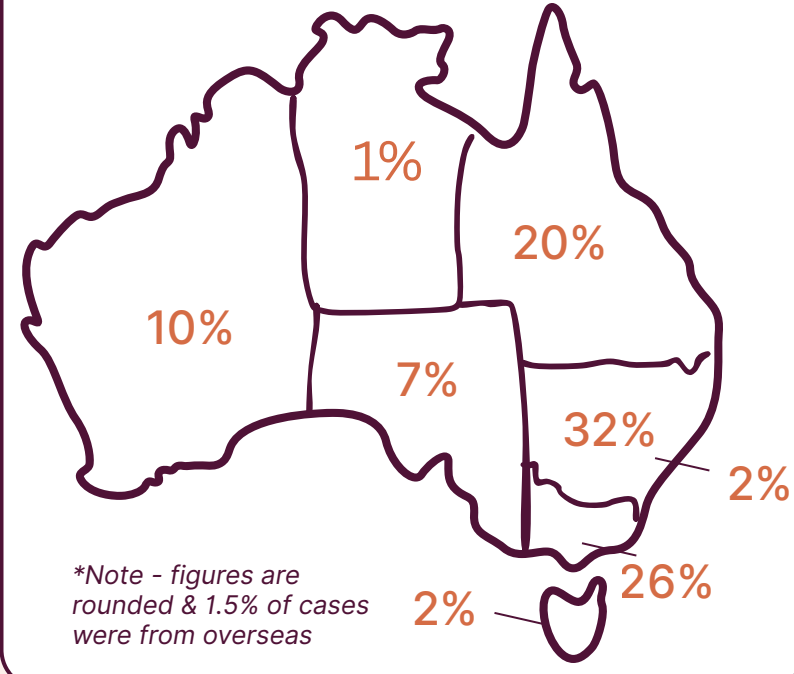 1%
20%
10%
7%
32%
2%
*Note - figures are
rounded & 1.5% of cases
were from overseas
26%
2%